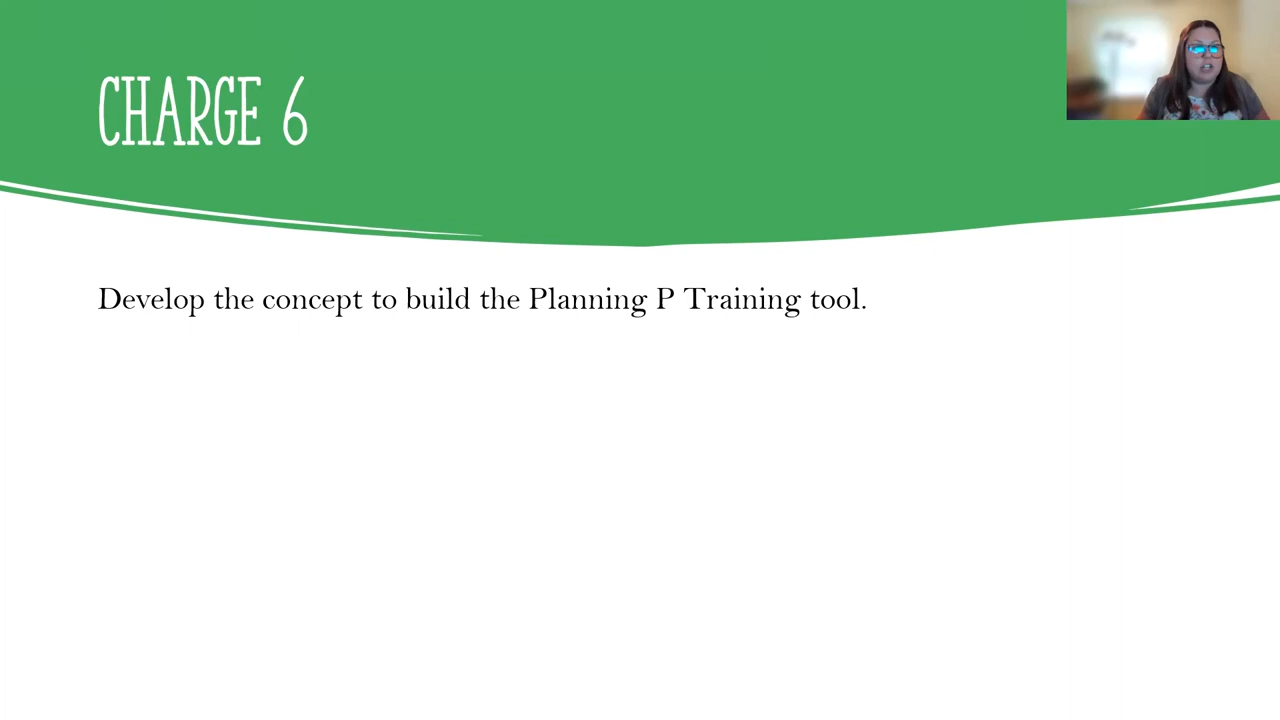 CHARGE 6
Develop the concept to build the Planning P Training tool.